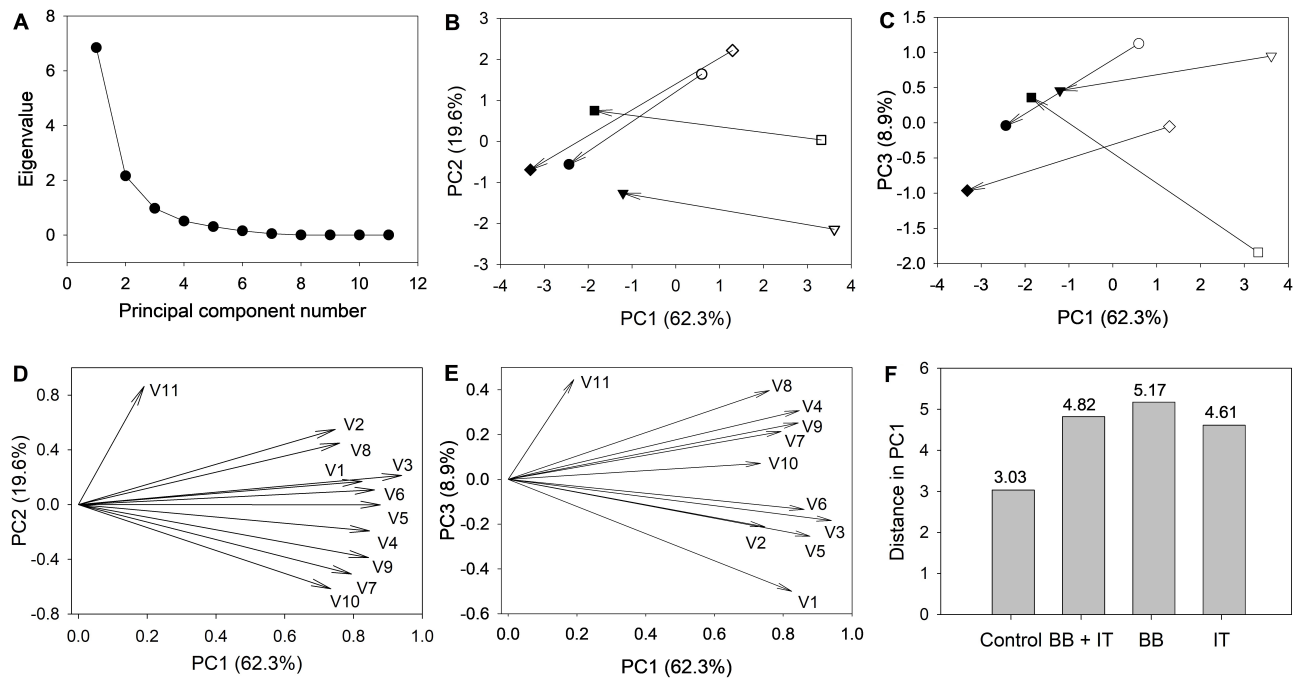 A
8
6
4
2
0
Eigenvalue
0 2 4 6 8 10 12
Principal component number
B
3
2
1
0
-1
-2
-3
PC2 (19.6%)
-4 -3 -2 -1 0 1 2 3 4
PC1 (62.3%)
C
1.5
1.0
0.5
0.0
-0.5
-1.0
-1.5
-2.0
PC3 (8.9%)
-4 -3 -2 -1 0 1 2 3 4
PC1 (62.3%)
D
0.8
0.4
0.0
-0.4
-0.8
PC2 (19.6%)
V11
V2
V8
V1
V3
V6
V5
V4
V9
V7
V10
0.0 0.2 0.4 0.6 0.8 1.0
PC1 (62.3%)
E
0.4
0.2
0.0
-0.2
-0.4
-0.6
PC3 (8.9%)
V11
V8
V4
V9
V7
V10
V6
V3
V2
V5
V1
0.0 0.2 0.4 0.6 0.8 1.0
PC1 (62.3%)
F
6
5
4
3
2
1
0
Distance in PC1
3.03
4.82
5.17
4.61
Control BB + IT BB IT